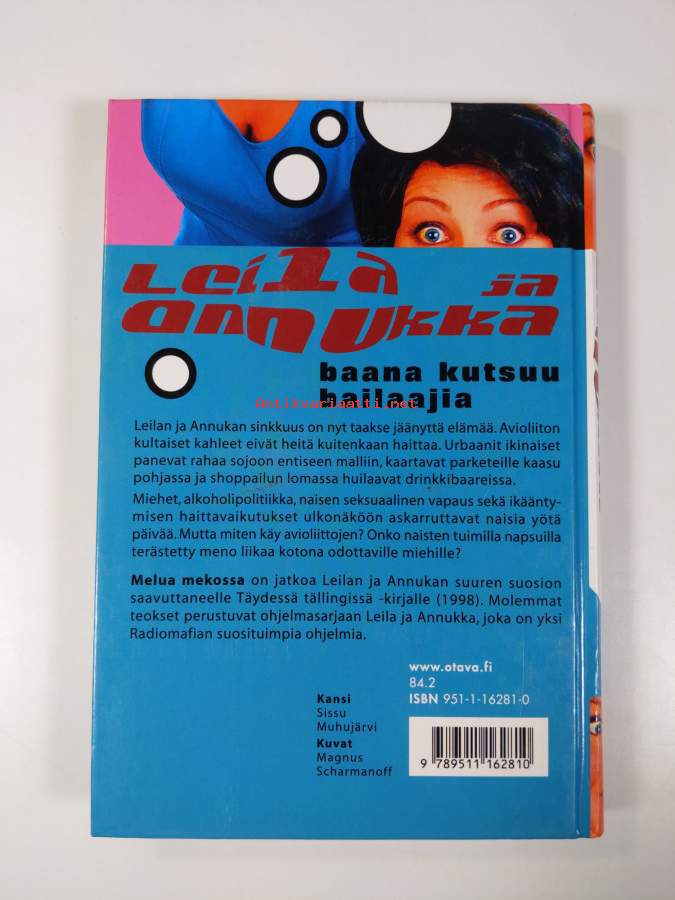 Leila ja
annukka
baana kutsuu
bailaajia
antikvariaatti.net
Leilan ja Annukan sinkkuus on nyt taakse jäänyttä elämää. Avioliiton
kultaiset kahleet eivät heitä kuitenkaan haittaa. Urbaanit ikinaiset
panevat rahaa sojoon entiseen malliin, kaartavat parketeille kaasu
pohjassa ja shoppailun lomassa huilaavat drinkkibaareissa.
Miehet, alkoholipolitiikka, naisen seksuaalinen vapaus sekä ikäänty-
misen haittavaikutukset ulkonäköön askarruttavat naisia yötä
päivää. Mutta miten käy avioliittojen? Onko naisten tuimilla napsuilla
terästetty meno liikaa kotona odottaville miehille?
Melua mekossa on jatkoa Leilan ja Annukan suuren suosion
saavuttaneelle Täydessä tällingissä -kirjalle (1998). Molemmat
teokset perustuvat ohjelmasarjaan Leila ja Annukka, joka on yksi
Radiomafian suosituimpia ohjelmia.
www.otava.fi
84.2
ISBN 951-1-16281-0
Kansi
Sissu
Muhujärvi
Kuvat
Magnus
Scharmanoff
9 789511 162810